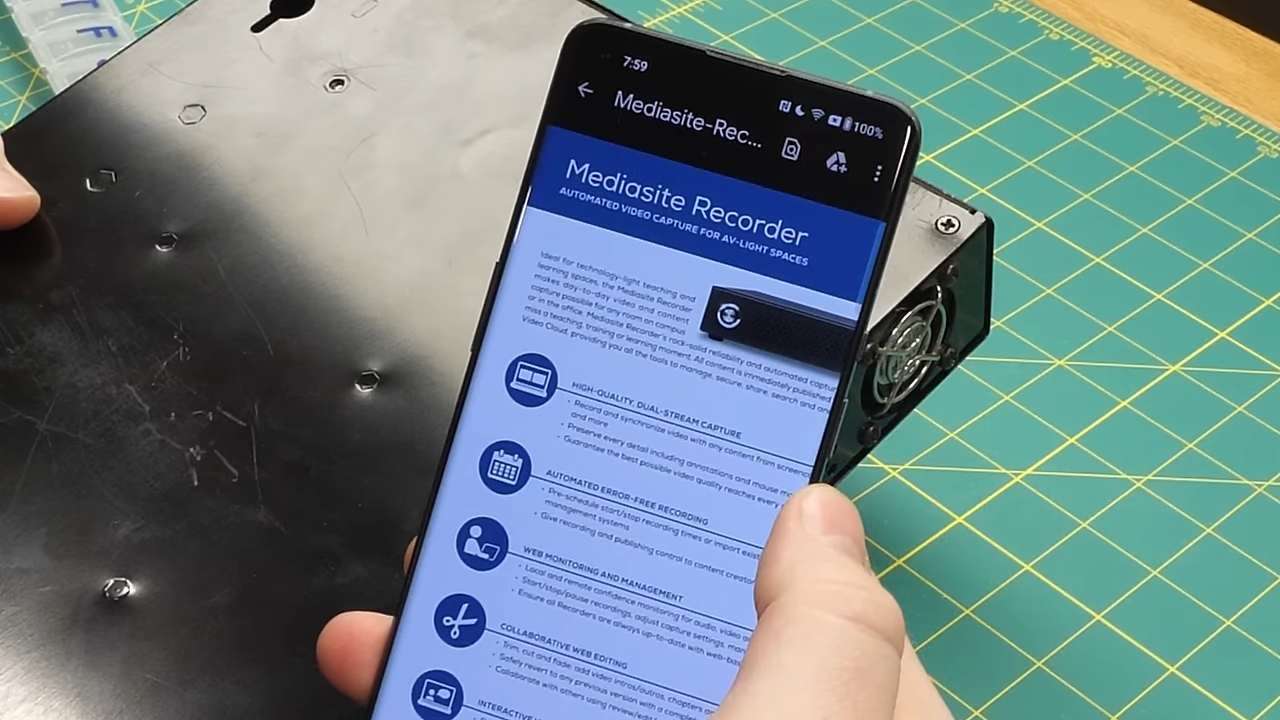 T F
7:59
100%
Mediasite-Rec...
Mediasite Recorder
AUTOMATED VIDEO CAPTURE FOR AV-LIGHT SPACES
Ideal for technology-light teaching and
learning spaces, the Mediasite Recorder
makes day-to-day video and content
capture possible for any room on campus
or in the office. Mediasite Recorder's rock-solid reliability and automated captur
miss a teaching, training or learning moment. All content is immediately published
Video Cloud, providing you all the tools to manage, secure, share, search and an
HIGH-QUALITY, DUAL-STREAM CAPTURE
• Record and synchronize video with any content from screenc
and more
• Preserve every detail including annotations and mouse m
• Guarantee the best possible video quality reaches every
AUTOMATED ERROR-FREE RECORDING
• Pre-schedule start/stop recording times or import exist
management systems
• Give recording and publishing control to content creator
WEB MONITORING AND MANAGEMENT
• Local and remote confidence monitoring for audio, video a
• Start/stop/pause recordings, adjust capture settings, man
• Ensure all Recorders are always up-to-date with web-bas
COLLABORATIVE WEB EDITING
• Trim, cut and fade, add video intros/outros, chapters
• Safely revert to any previous version with a complet
• Collaborate with others using review/edit/
INTERACTIVE